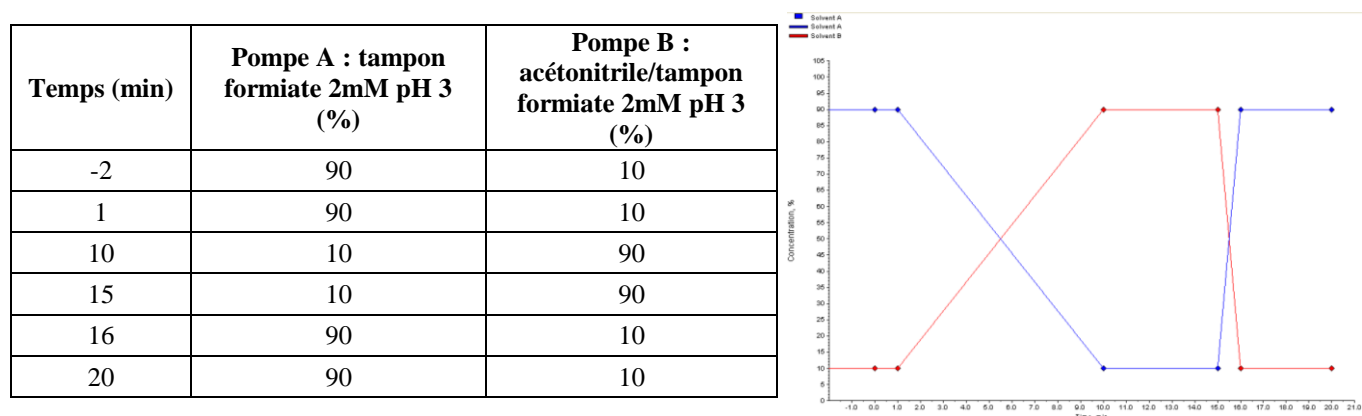 Temps (min)
Pompe A : tampon
formiate 2mM pH 3
(%)
Pompe B :
acétonitrile/tampon
formiate 2mM pH 3
(%)
-2 90 10
1 90 10
10 10 90
15 10 90
16 90 10
20 90 10
Solvent A
Solvent A
Solvent B
105
100
95
90
85
80
75
70
65
60
55
50
45
40
35
30
25
20
15
10
5
0
Concentration, %
-1.0 0.0 1.0 2.0 3.0 4.0 5.0 6.0 7.0 8.0 9.0 10.0 11.0 12.0 13.0 14.0 15.0 16.0 17.0 18.0 19.0 20.0 21.0